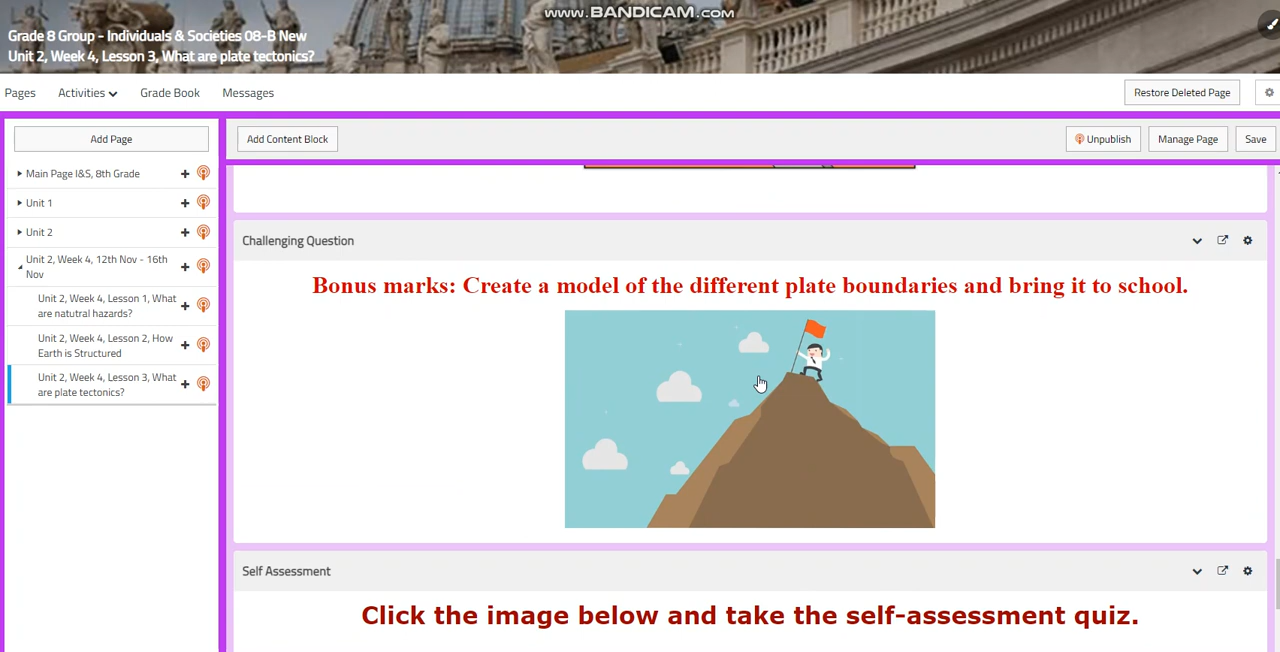 www.BANDICAM.com
Grade 8 Group - Individuals & Societies 08-B New
Unit 2, Week 4, Lesson 3, What are plate tectonics?
Pages
Activities
Grade Book
Messages
Restore Deleted Page
Add Page
Add Content Block
Unpublish
Manage Page
Save
Main Page I&S, 8th Grade
Unit 1
Unit 2
Unit 2, Week 4, 12th Nov - 16th
Nov
Unit 2, Week 4, Lesson 1, What
are natutral hazards?
Unit 2, Week 4, Lesson 2, How
Earth is Structured
Unit 2, Week 4, Lesson 3, What
are plate tectonics?
Challenging Question
Bonus marks: Create a model of the different plate boundaries and bring it to school.
Self Assessment
Click the image below and take the self-assessment quiz.